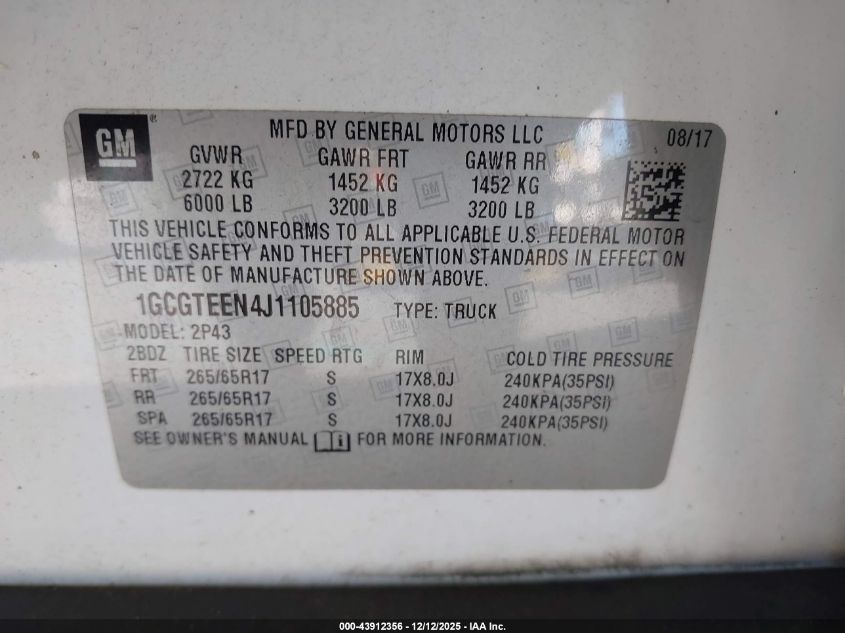 GM ®
MFD BY GENERAL MOTORS LLC 08/17
GVWR GAWR FRT GAWR RR
2722 KG 1452 KG 1452 KG
6000 LB 3200 LB 3200 LB
THIS VEHICLE CONFORMS TO ALL APPLICABLE U.S. FEDERAL MOTOR
VEHICLE SAFETY AND THEFT PREVENTION STANDARDS IN EFFECT ON
THE DATE OF MANUFACTURE SHOWN ABOVE.
1GCGTEEN4J1105885 TYPE: TRUCK
MODEL: 2P43
2BDZ TIRE SIZE SPEED RTG RIM COLD TIRE PRESSURE
FRT 265/65R17 S 17X8.0J 240KPA(35PSI)
RR 265/65R17 S 17X8.0J 240KPA(35PSI)
SPA 265/65R17 S 17X8.0J 240KPA(35PSI)
SEE OWNER'S MANUAL FOR MORE INFORMATION.
000-43912356 - 12/12/2025 - IAA Inc.